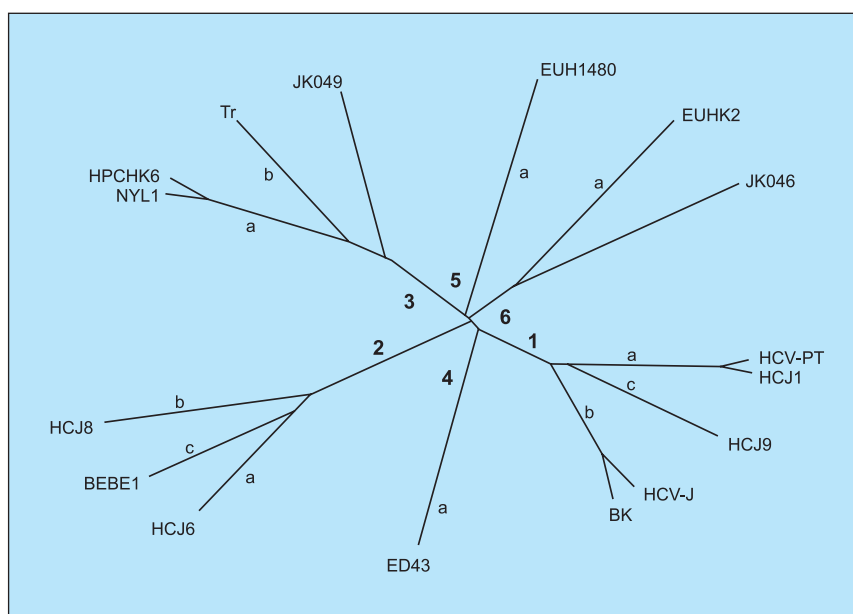 EUH1480
JK049
Tr
EUHK2
b
HPCHK6
a
a
JK046
NYL1
a
5
3
6
1
2
a
HCV-PT
4
HCJ1
c
b
b
HCJ8
HCJ9
c
BEBE1
a
HCV-J
a
BK
HCJ6
ED43